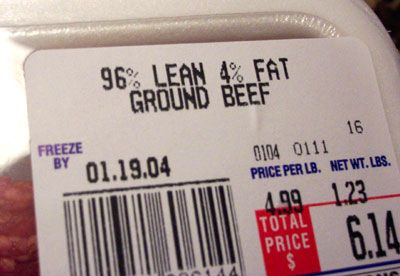 96% LEAN 4% FAT
GROUND BEEF
16
FREEZE BY
01.19.04
0104 0111
PRICE PER LB. NET WT. LBS.
4.99 1.23
TOTAL PRICE $
6.14